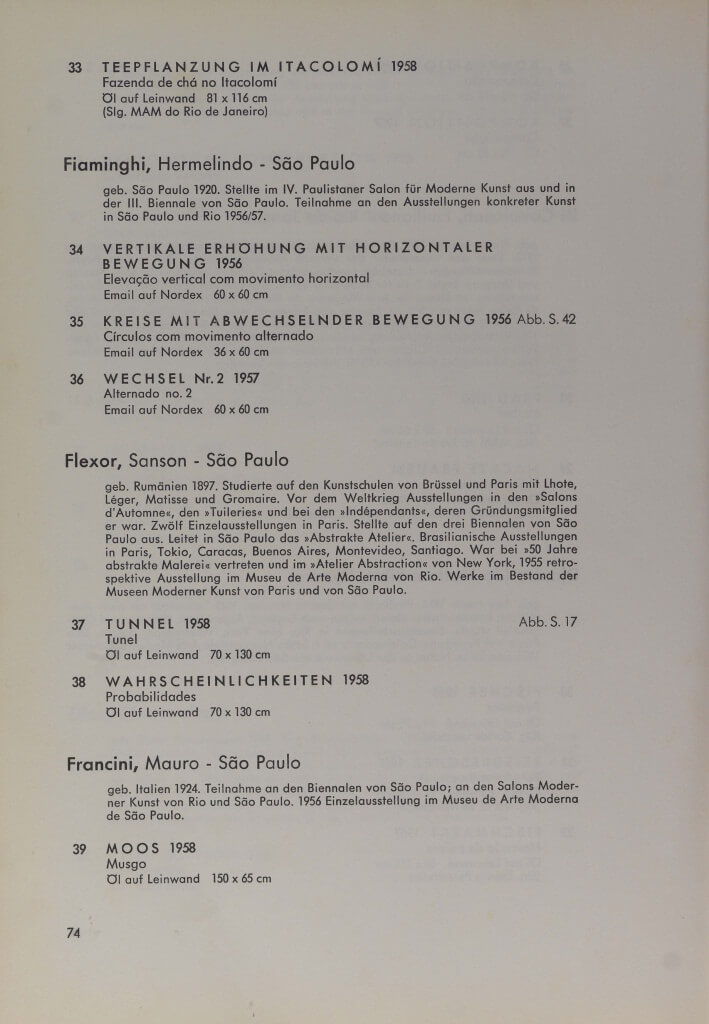 33 TEEPFLANZUNG IM ITACOLOMÍ 1958
Fazenda de chá no Itacolomí
Öl auf Leinwand 81 x 116 cm
(Slg. MAM do Rio de Janeiro)
Fiaminghi, Hermelindo - São Paulo
geb. São Paulo 1920. Stellte im IV. Paulistaner Salon für Moderne Kunst aus und in
der III. Biennale von São Paulo. Teilnahme an den Ausstellungen konkreter Kunst
in São Paulo und Rio 1956/57.
34 VERTIKALE ERHÖHUNG MIT HORIZONTALER
BEWEGUNG 1956
Elevação vertical com movimento horizontal
Email auf Nordex 60 x 60 cm
35 KREISE MIT ABWECHSELNDER BEWEGUNG 1956 Abb. S. 42
Círculos com movimento alternado
Email auf Nordex 36 x 60 cm
36 WECHSEL Nr. 2 1957
Alternado no. 2
Email auf Nordex 60 x 60 cm
Flexor, Sanson - São Paulo
geb. Rumänien 1897. Studierte auf den Kunstschulen von Brüssel und Paris mit Lhote,
Léger, Matisse und Gromaire. Vor dem Weltkrieg Ausstellungen in den »Salons
d'Automne«, den »Tuileries« und bei den »Indépendants«, deren Gründungsmitglied
er war. Zwölf Einzelausstellungen in Paris. Stellte auf den drei Biennalen von São
Paulo aus. Leitet in São Paulo das »Abstrakte Atelier«. Brasilianische Ausstellungen
in Paris, Tokio, Caracas, Buenos Aires, Montevideo, Santiago. War bei »50 Jahre
abstrakte Malerei« vertreten und im »Atelier Abstraction« von New York, 1955 retro-
spektive Ausstellung im Museu de Arte Moderna von Rio. Werke im Bestand der
Museen Moderner Kunst von Paris und von São Paulo.
37 TUNNEL 1958 Abb. S. 17
Tunel
Öl auf Leinwand 70 x 130 cm
38 WAHRSCHEINLICHKEITEN 1958
Probabilidades
Öl auf Leinwand 70 x 130 cm
Francini, Mauro - São Paulo
geb. Italien 1924. Teilnahme an den Biennalen von São Paulo; an den Salons Moder-
ner Kunst von Rio und São Paulo. 1956 Einzelausstellung im Museu de Arte Moderna
de São Paulo.
39 MOOS 1958
Musgo
Öl auf Leinwand 150 x 65 cm
74